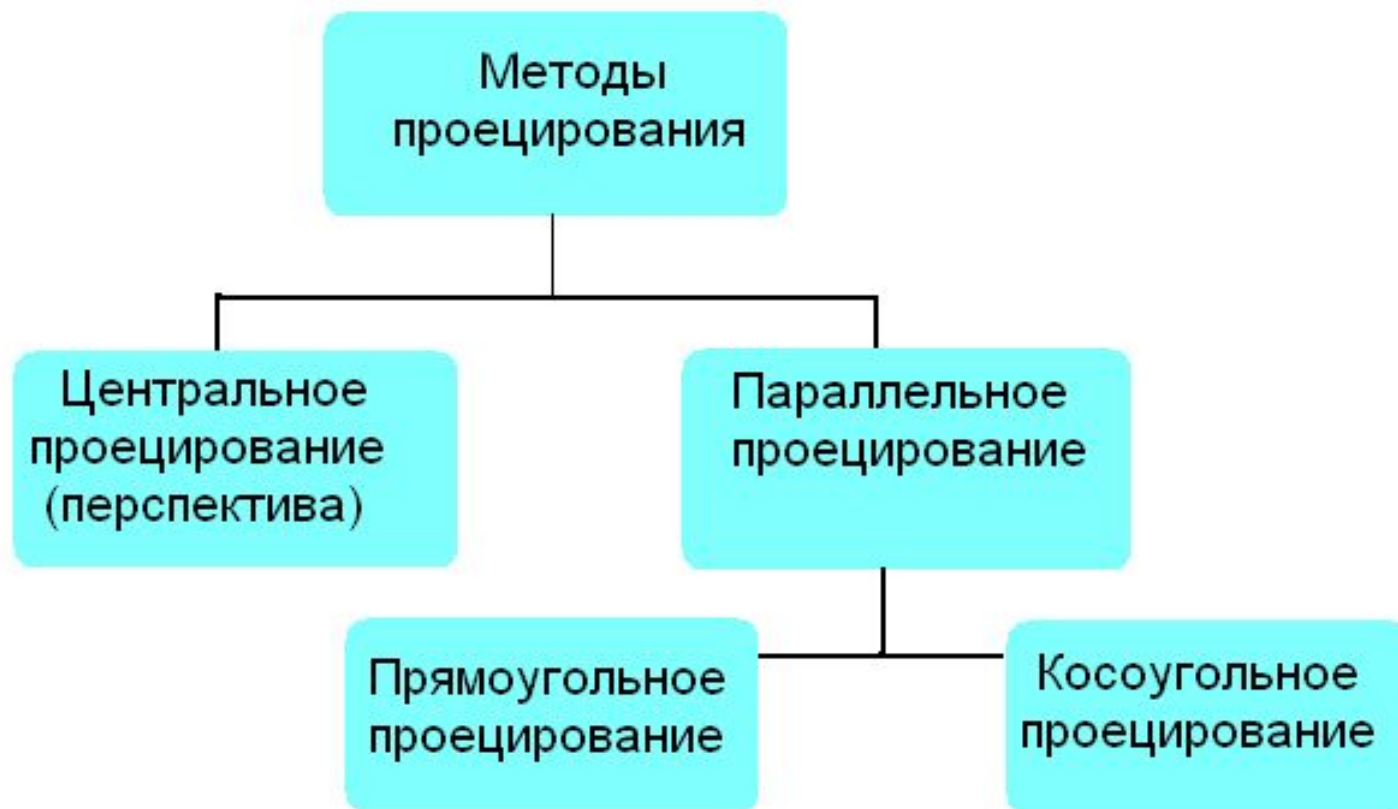 Методы
проецирования
Центральное
проецирование
(перспектива)
Параллельное
проецирование
Прямоугольное
проецирование
Косоугольное
проецирование